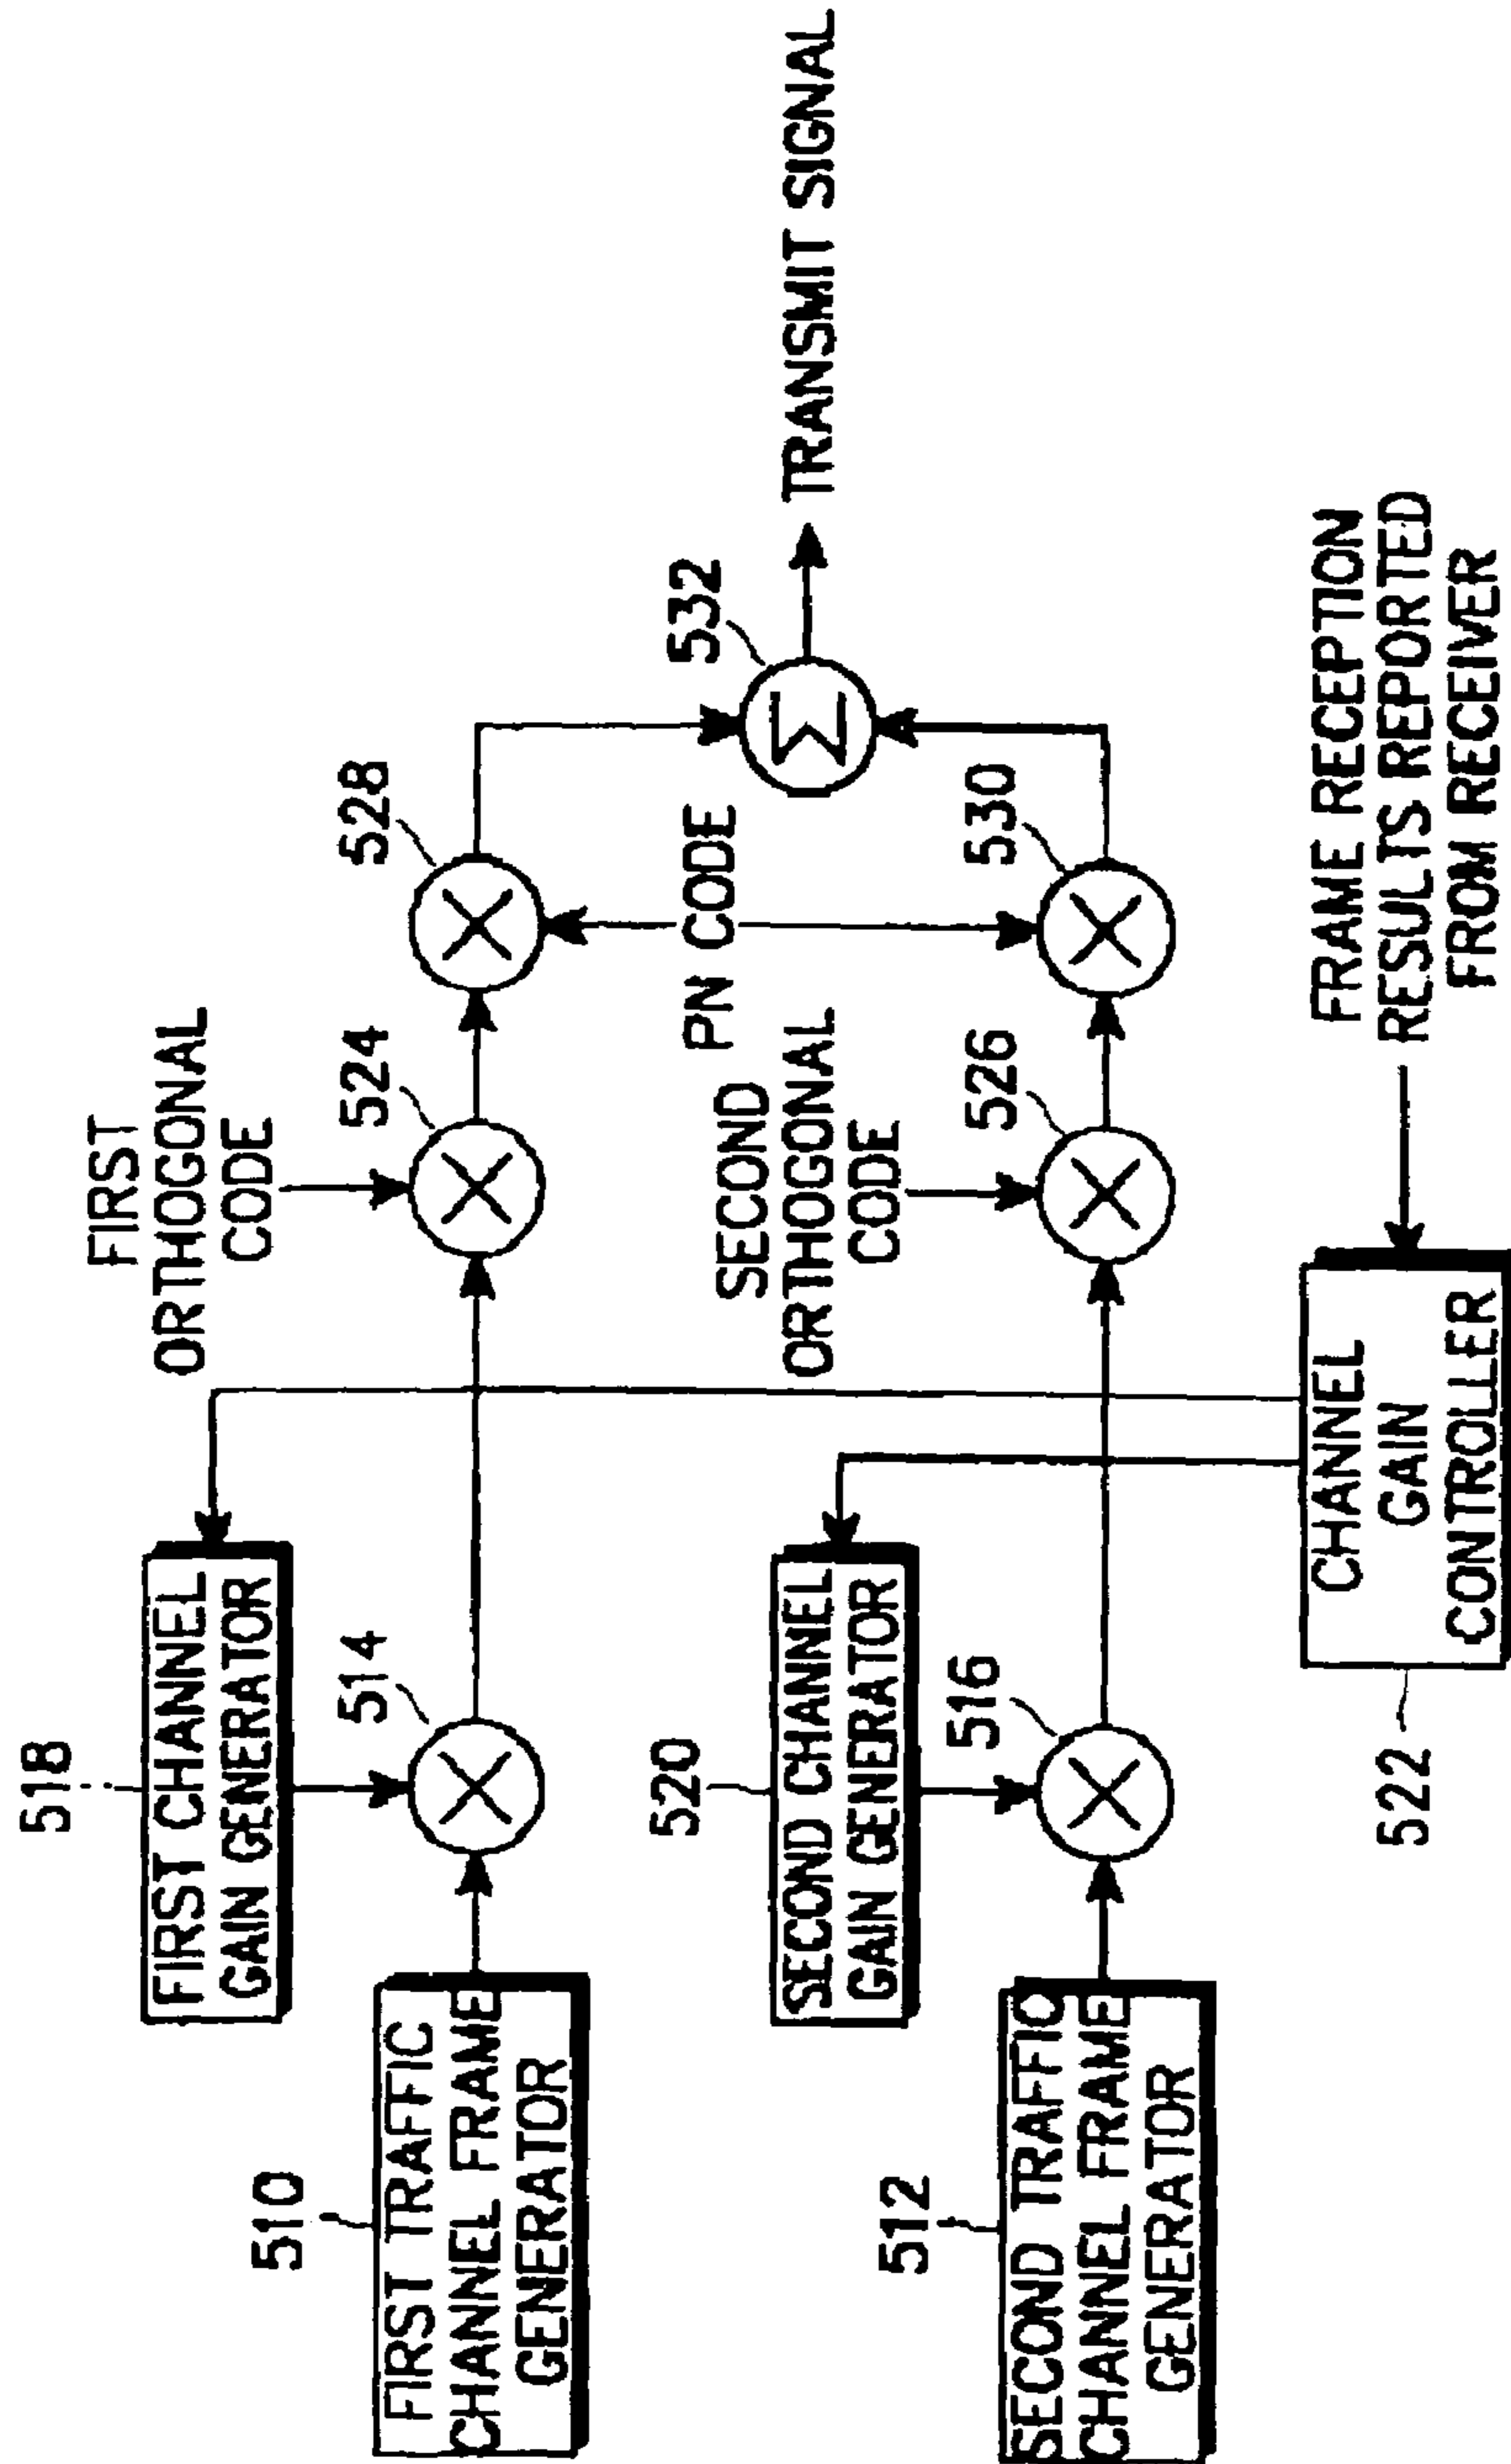 518
FIRST CHANNEL
GAIN GENERATOR
FIRST
ORTHOGONAL
CODE
510
FIRST TRAFFIC
CHANNEL FRAME
GENERATOR
514
524
528
520
SECOND CHANNEL
GAIN GENERATOR
SECOND
ORTHOGONAL
CODE
PN CODE
532
Σ
TRANSMIT SIGNAL
512
SECOND TRAFFIC
CHANNEL FRAME
GENERATOR
516
526
530
522
CHANNEL
GAIN
CONTROLLER
FRAME RECEPTION
RESULTS REPORTED
FROM RECEIVER